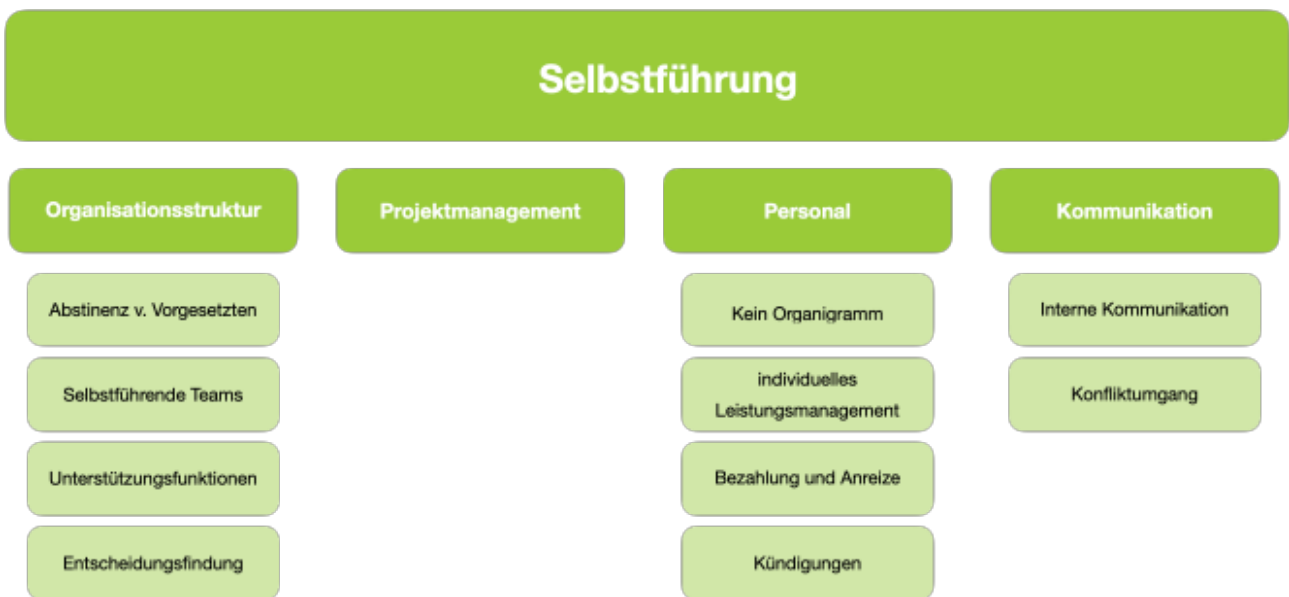 Selbstführung
Organisationsstruktur
Projektmanagement
Personal
Kommunikation
Abstinenz v. Vorgesetzten
Selbstführende Teams
Unterstützungsfunktionen
Entscheidungsfindung
Kein Organigramm
individuelles
Leistungsmanagement
Bezahlung und Anreize
Kündigungen
Interne Kommunikation
Konfliktumgang